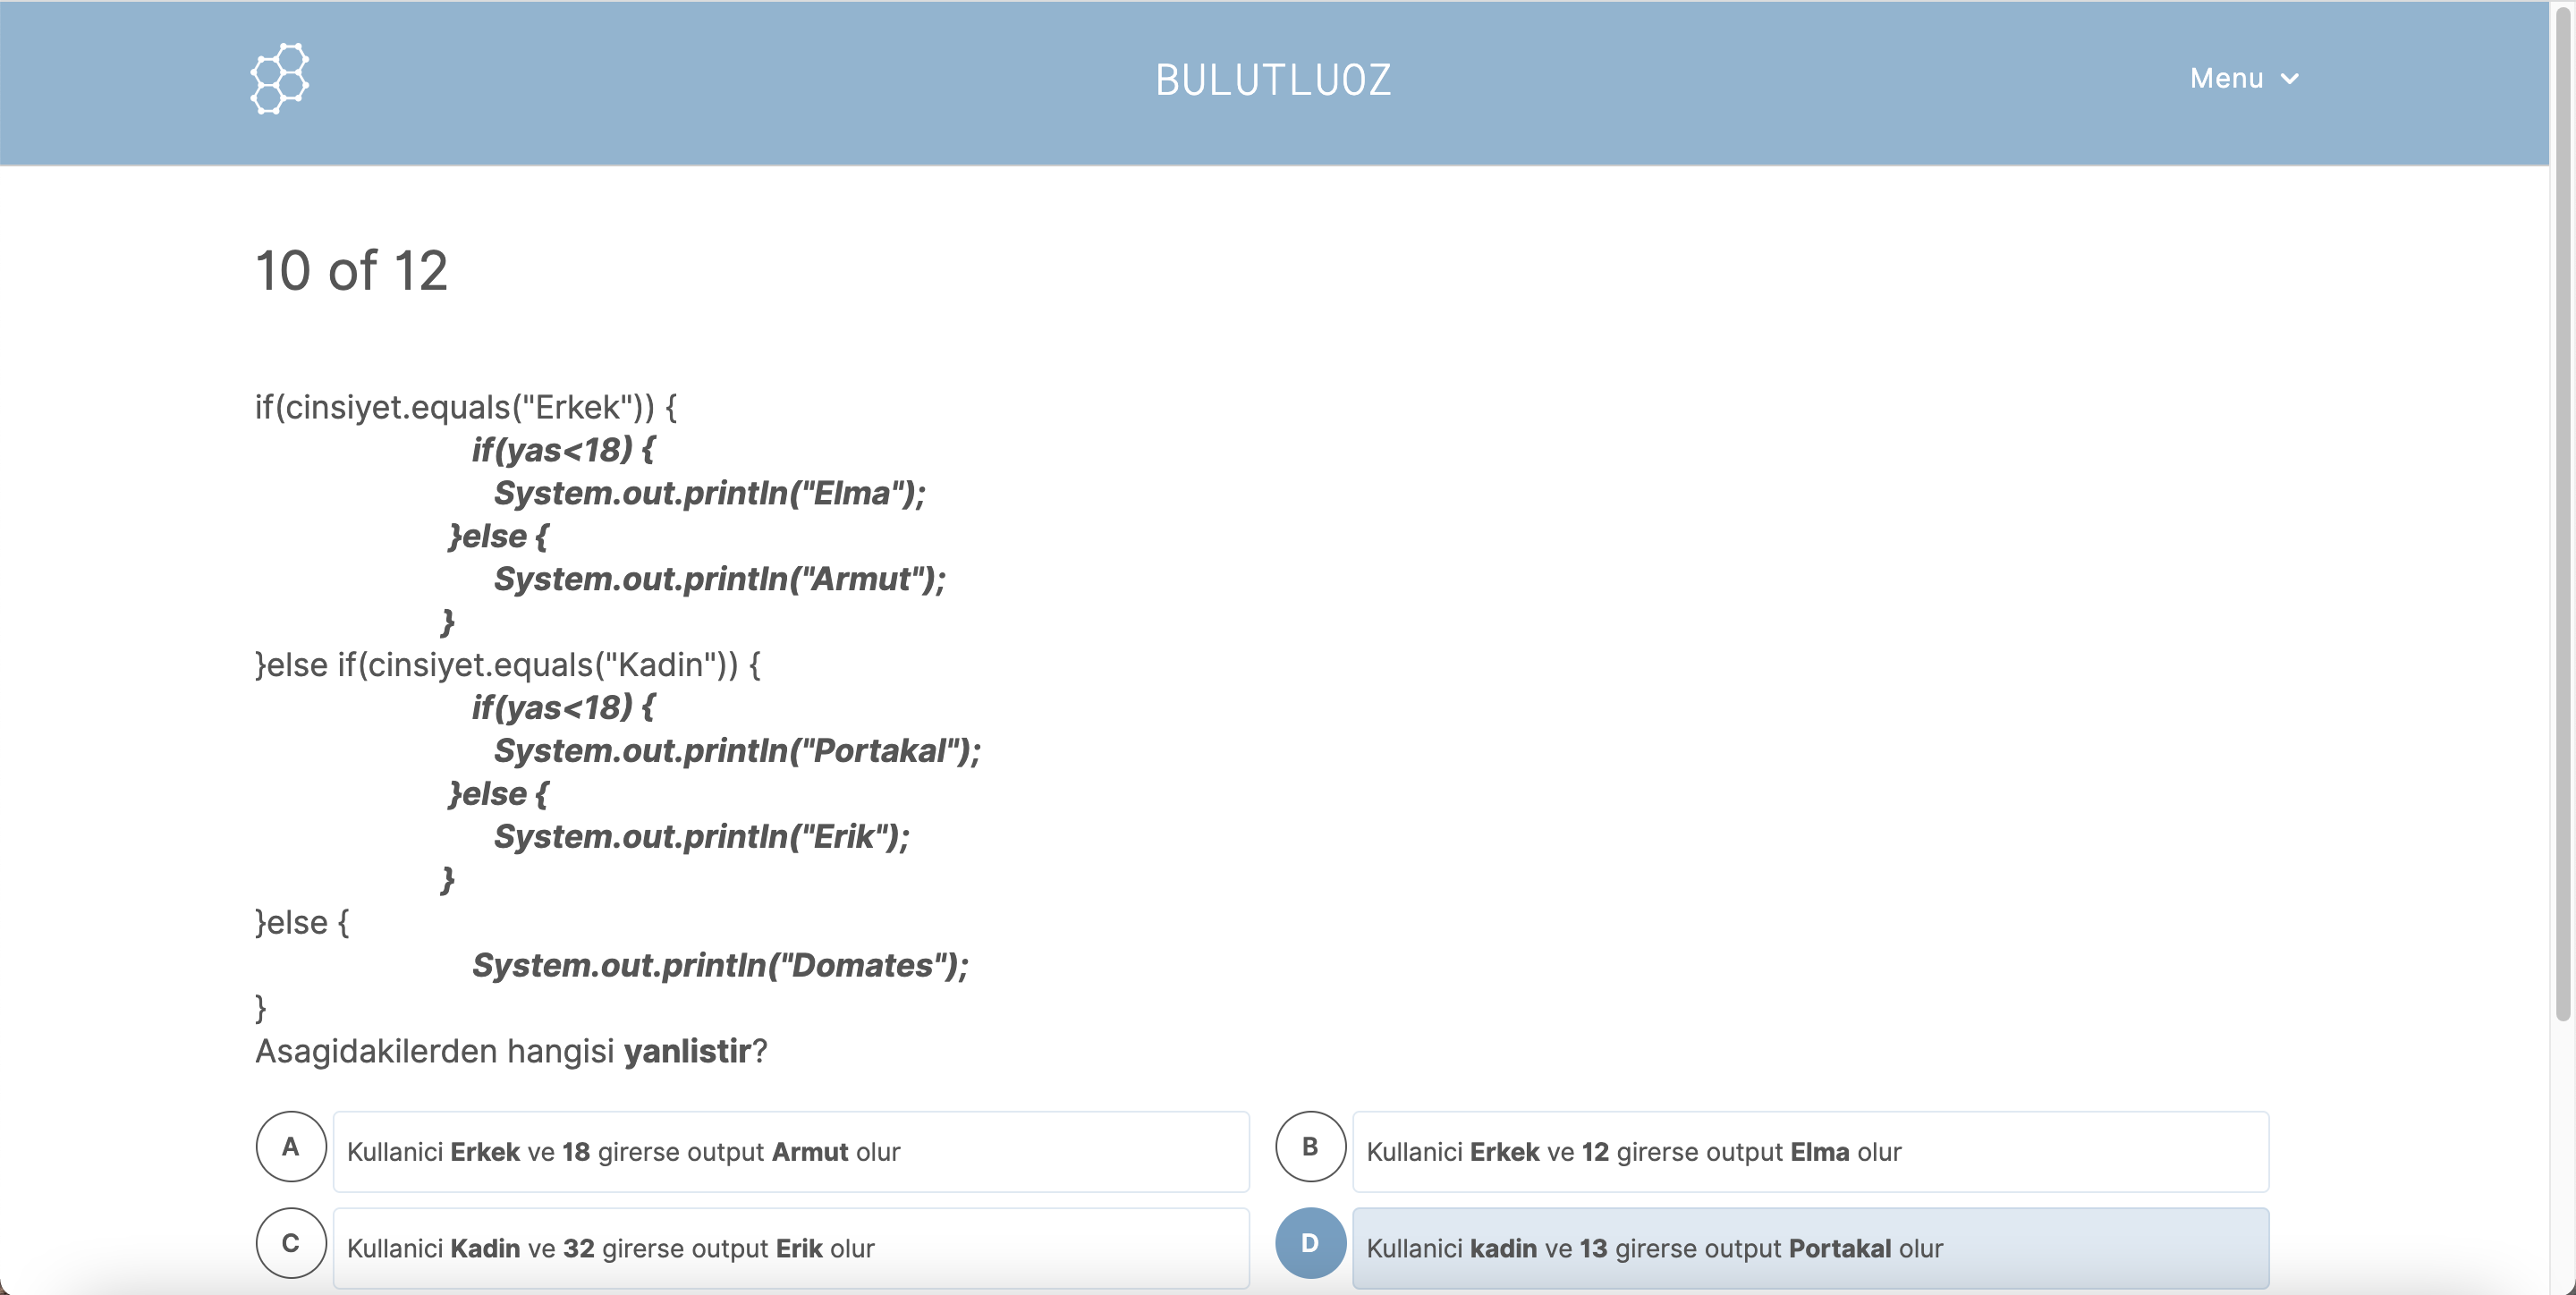 BULUTLUOZ
Menu
10 of 12
if(cinsiyet.equals("Erkek")) {
if(yas<18) {
System.out.println("Elma");
}else {
System.out.println("Armut");
}
}else if(cinsiyet.equals("Kadin")) {
if(yas<18) {
System.out.println("Portakal");
}else {
System.out.println("Erik");
}
}else {
System.out.println("Domates");
}
Asagidakilerden hangisi yanlistir?
A Kullanici Erkek ve 18 girerse output Armut olur
B Kullanici Erkek ve 12 girerse output Elma olur
C Kullanici Kadin ve 32 girerse output Erik olur
D Kullanici kadin ve 13 girerse output Portakal olur